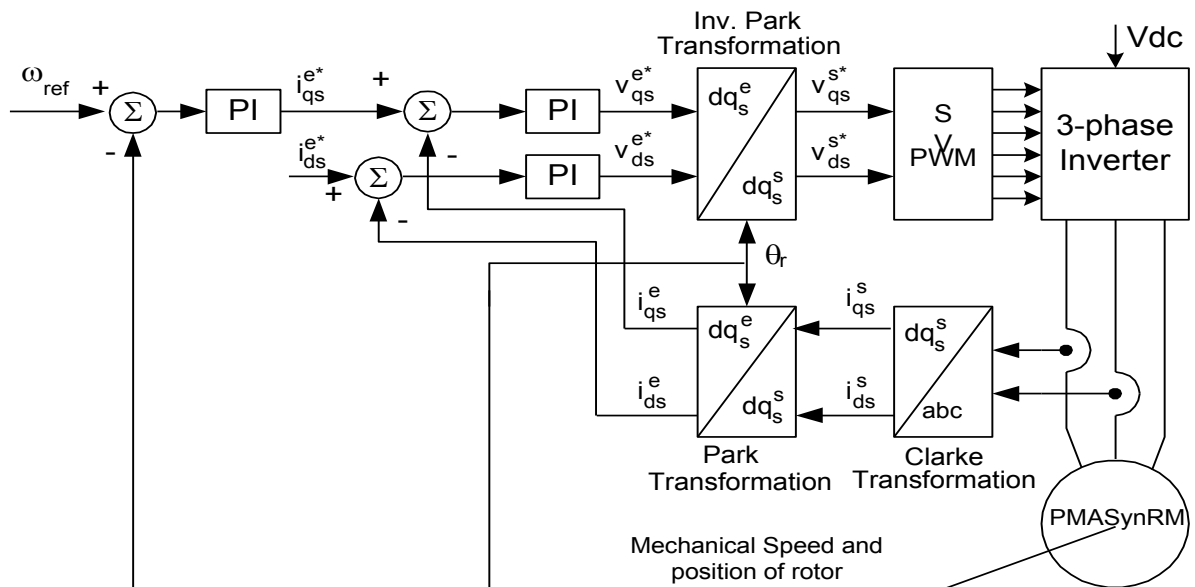 Inv. Park
Transformation
Vdc
ω_ref
+
-
Σ
PI
i_qs^e*
+
-
Σ
PI
v_qs^e*
dq_s^e
dq_s^s
v_qs^s*
S
V
PWM
3-phase
Inverter
i_ds^e*
+
-
Σ
PI
v_ds^e*
v_ds^s*
θ_r
i_qs^e
dq_s^e
dq_s^s
i_qs^s
dq_s^s
abc
i_ds^e
i_ds^s
Park
Transformation
Clarke
Transformation
PMASynRM
Mechanical Speed and
position of rotor